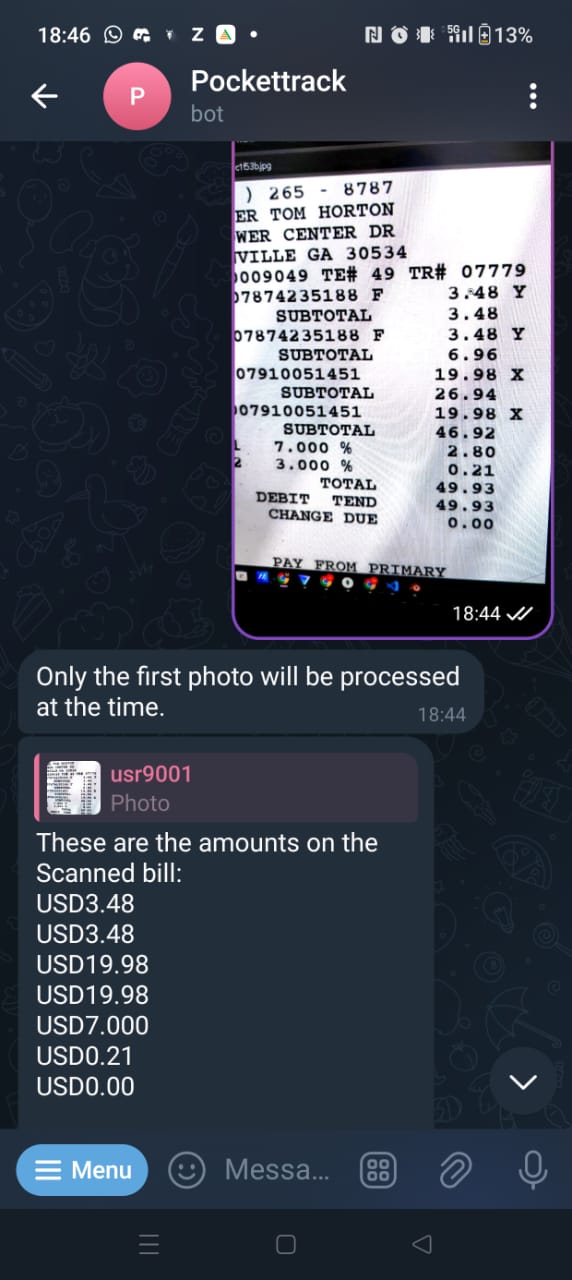 18:46
Z
5G
13%
P
Pockettrack
bot
c153bjpg
) 265 - 8787
ER TOM HORTON
WER CENTER DR
VILLE GA 30534
009049 TE# 49 TR# 07779
07874235188 F 3.48 Y
SUBTOTAL 3.48
07874235188 F 3.48 Y
SUBTOTAL 6.96
07910051451 19.98 X
SUBTOTAL 26.94
07910051451 19.98 X
SUBTOTAL 46.92
1 7.000 % 2.80
2 3.000 % 0.21
TOTAL 49.93
DEBIT TEND 49.93
CHANGE DUE 0.00
PAY FROM PRIMARY
18:44
Only the first photo will be processed
at the time.
18:44
usr9001
Photo
These are the amounts on the
Scanned bill:
USD3.48
USD3.48
USD19.98
USD19.98
USD7.000
USD0.21
USD0.00
Menu
Messa...